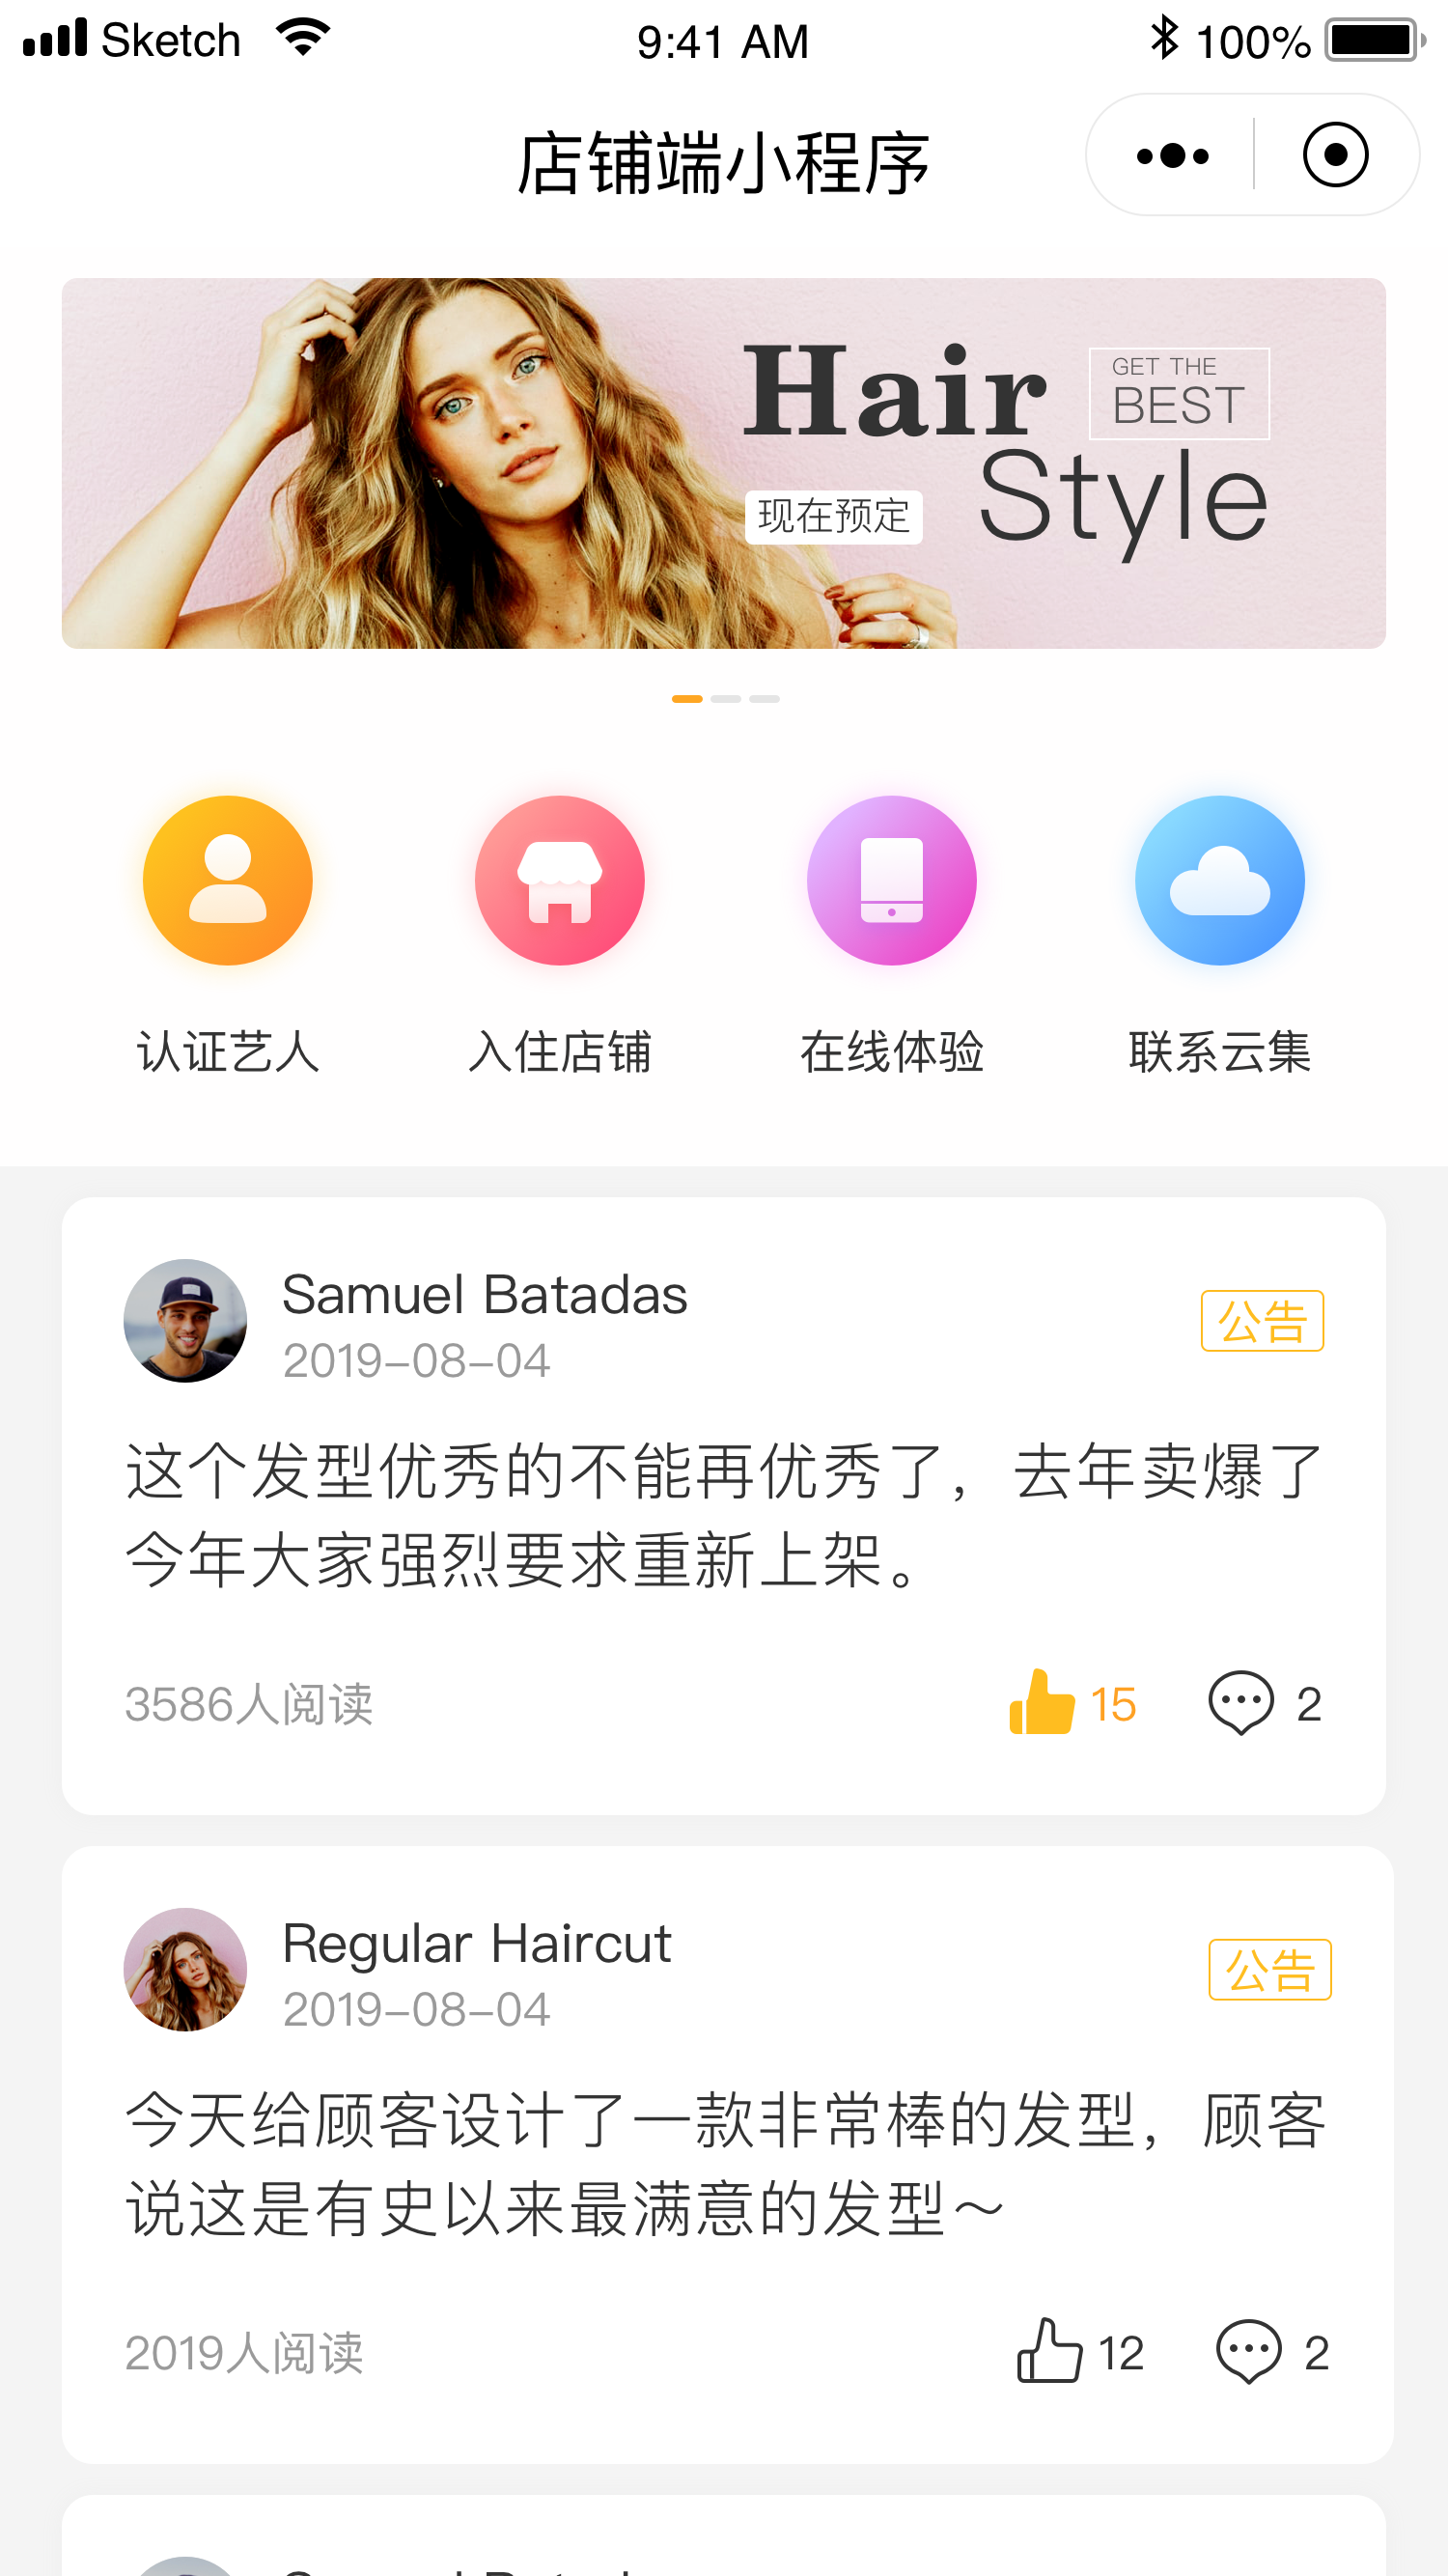 Sketch 9:41 AM 100%
店铺端小程序
Hair
GET THE
BEST
Style
现在预定
认证艺人 入住店铺 在线体验 联系云集
Samuel Batadas
公告
2019-08-04
这个发型优秀的不能再优秀了，去年卖爆了
今年大家强烈要求重新上架。
3586人阅读 15 2
Regular Haircut
公告
2019-08-04
今天给顾客设计了一款非常棒的发型，顾客
说这是有史以来最满意的发型～
2019人阅读 12 2